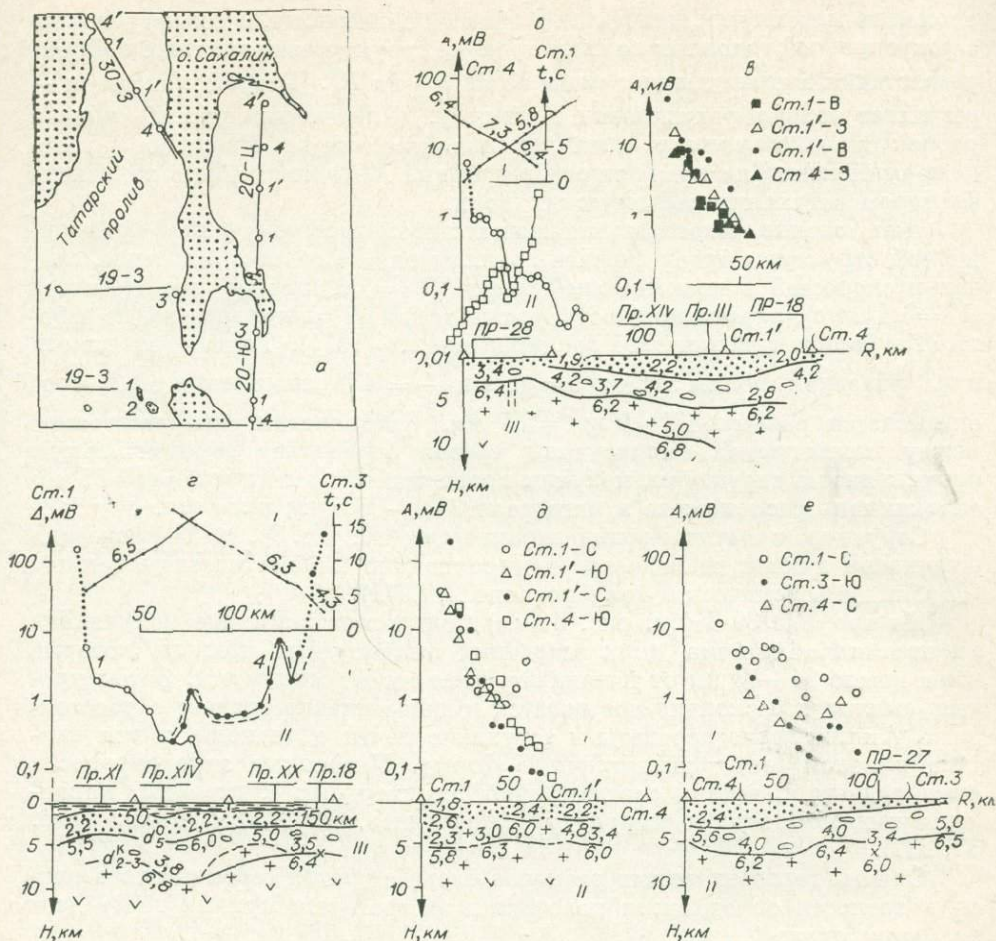 4'
1
30-З
1'
4
о. Сахалин
4'
4
20-Ц
1'
1
Татарский
пролив
1
19-З
3
3
20-Ю
19-З
1
2
1
4
а
б
А, мВ
Ст. 4
Ст. 1
t, с
100
6,4
7,3
5,8
6,4
10
5
I
0
1
0,1
II
0,01
ПР-28
Пр. XIV
Пр. III
ПР-18
100
Ст. 1'
Ст. 4
R, км
1,9
2,2
2,0
3,4
4,2
3,7
4,2
4,2
6,4
6,2
2,8
6,2
5
III
5,0
6,8
10
H, км
в
А, мВ
10
1
0,1
50 км
Ст. 1-В
Ст. 1'-З
Ст. 1'-В
Ст 4-З
г
Ст. 1
Δ, мВ
Ст. 3
t, с
I
15
100
6,5
6,3
10
4,3
5
50
100 км
0
10
1
4
1
II
0,1
Пр. XI
Пр. XIV
Пр. XX
Пр. 18
0
50
150 км
2,2
2,2
2,2
5,5
6,0
5,0
3,5
5
III
3,8
6,8
6,4
10
H, км
д
А, мВ
Ст. 1-С
Ст. 1'-Ю
Ст. 1'-С
Ст. 4-Ю
100
10
1
I
0,1
50
Ст. 1
Ст. 1'
Ст. 4
1,8
2,6
2,4
2,2
2,3
3,0
6,0
4,8
3,4
5,8
6,3
6,0
5
10
II
H, км
е
А, мВ
Ст. 1-С
Ст. 3-Ю
Ст. 4-С
100
10
1
I
0,1
Ст. 1
50
100
ПР-27
Ст. 3
R, км
2,4
5,6
4,0
6,2
6,4
3,4
6,0
5,0
6,5
5
10
II
H, км